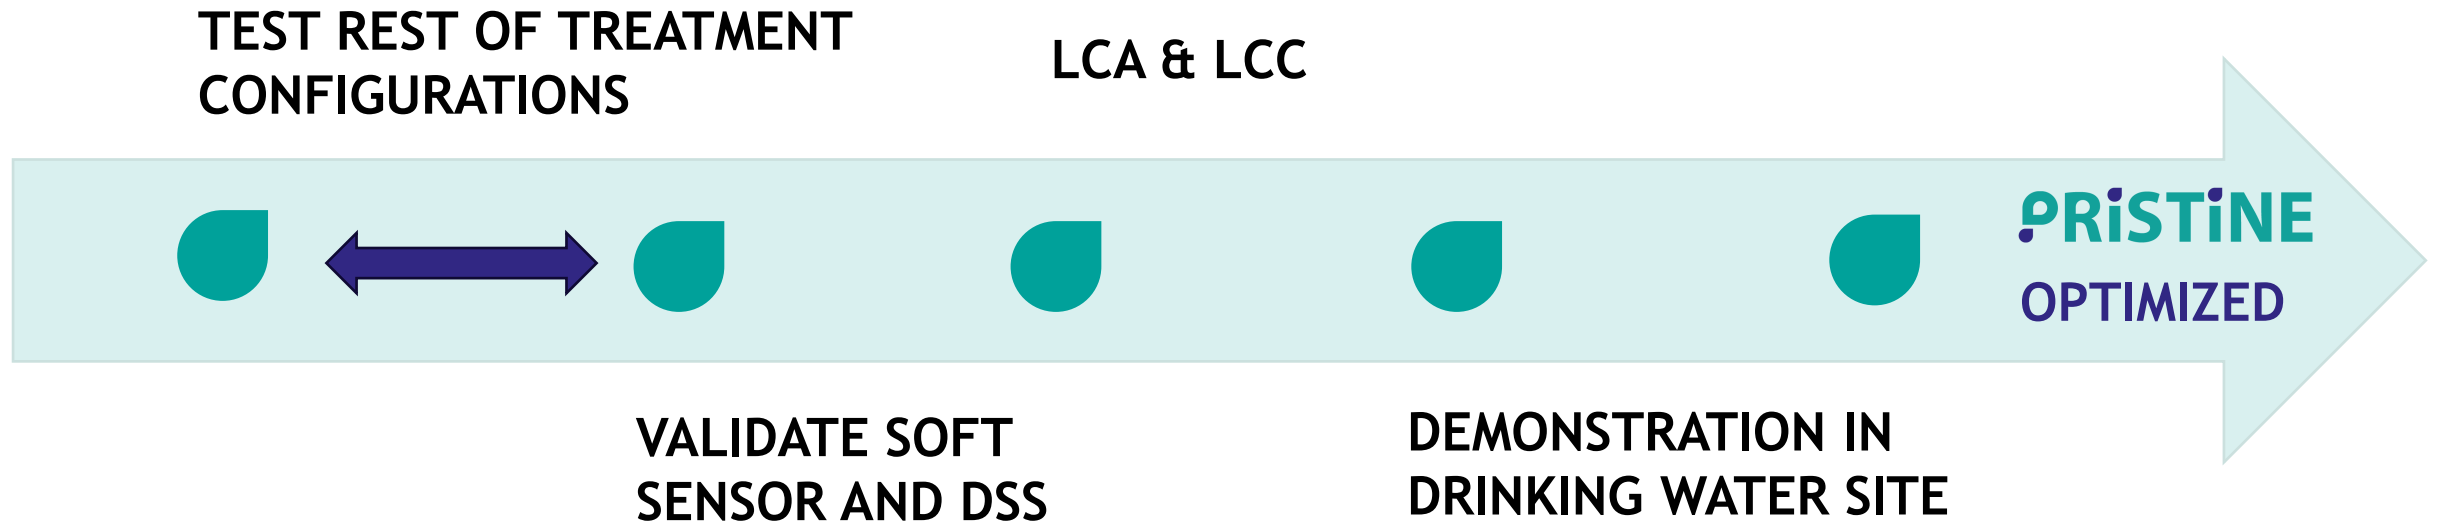 TEST REST OF TREATMENT
CONFIGURATIONS
LCA & LCC
PRiSTiNE
OPTIMIZED
VALIDATE SOFT
SENSOR AND DSS
DEMONSTRATION IN
DRINKING WATER SITE